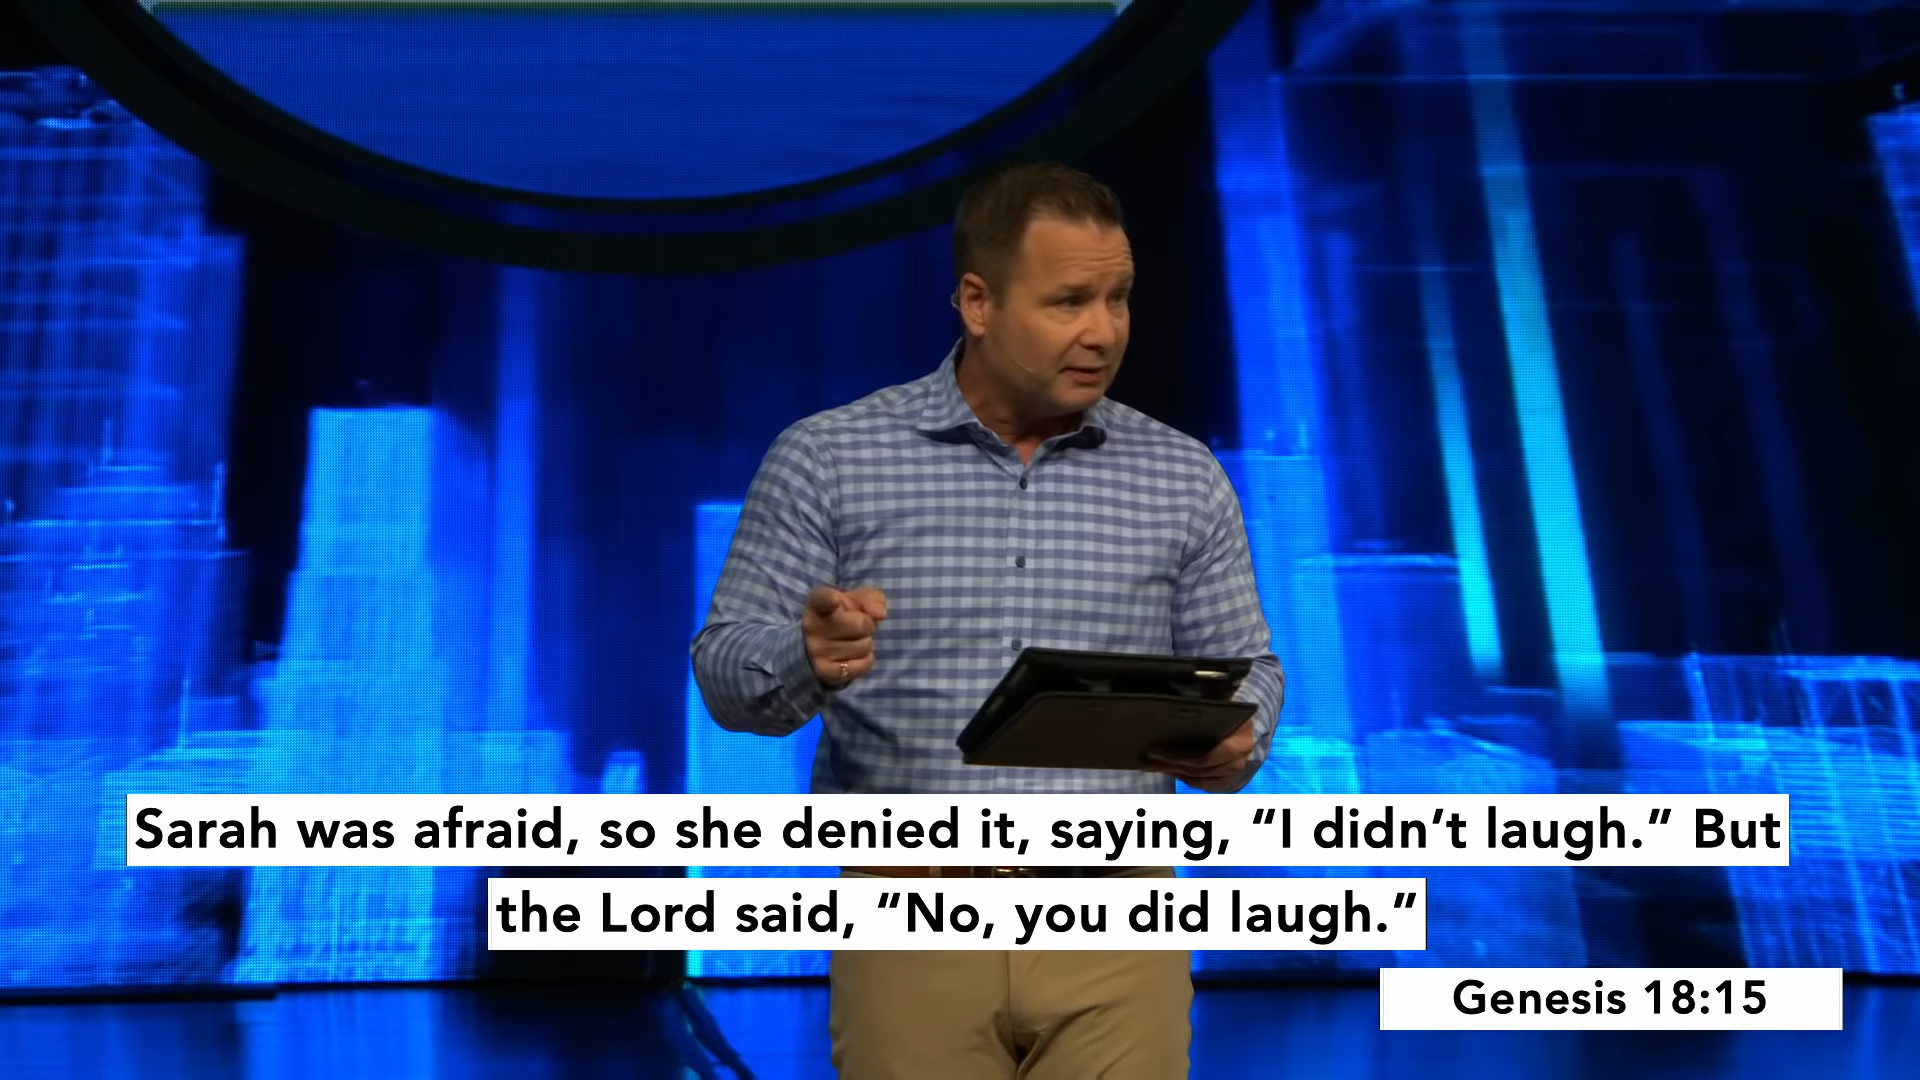 Sarah was afraid, so she denied it, saying, “I didn’t laugh.” But
the Lord said, “No, you did laugh.”
Genesis 18:15